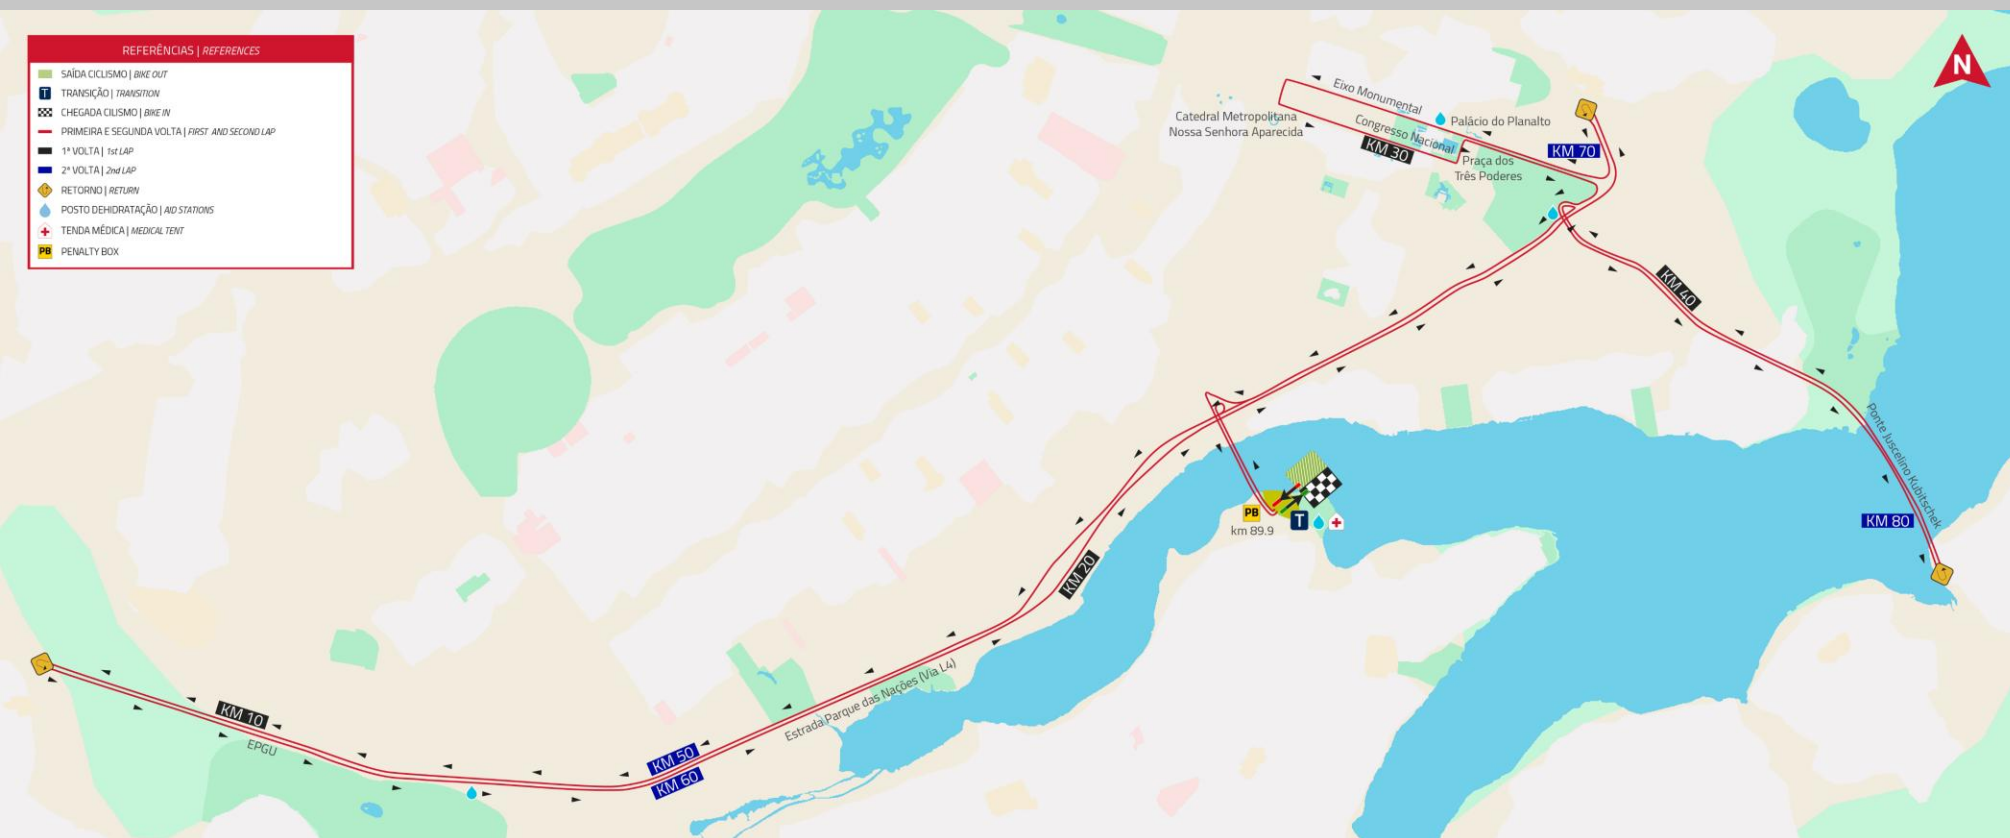 REFERÊNCIAS | REFERENCES
SAÍDA CICLISMO | BIKE OUT
T TRANSIÇÃO | TRANSITION
CHEGADA CILISMO | BIKE IN
PRIMEIRA E SEGUNDA VOLTA | FIRST AND SECOND LAP
1ª VOLTA | 1st LAP
2ª VOLTA | 2nd LAP
RETORNO | RETURN
POSTO DEHIDRATAÇÃO | AID STATIONS
TENDA MÉDICA | MEDICAL TENT
PB PENALTY BOX
N
Eixo Monumental
Catedral Metropolitana
Nossa Senhora Aparecida
Palácio do Planalto
Congresso Nacional
KM 30
Praça dos
Três Poderes
KM 70
KM 40
Ponte Juscelino Kubitschek
KM 80
PB
T
km 89.9
KM 20
Estrada Parque das Nações (Via L4)
KM 10
EPGU
KM 50
KM 60